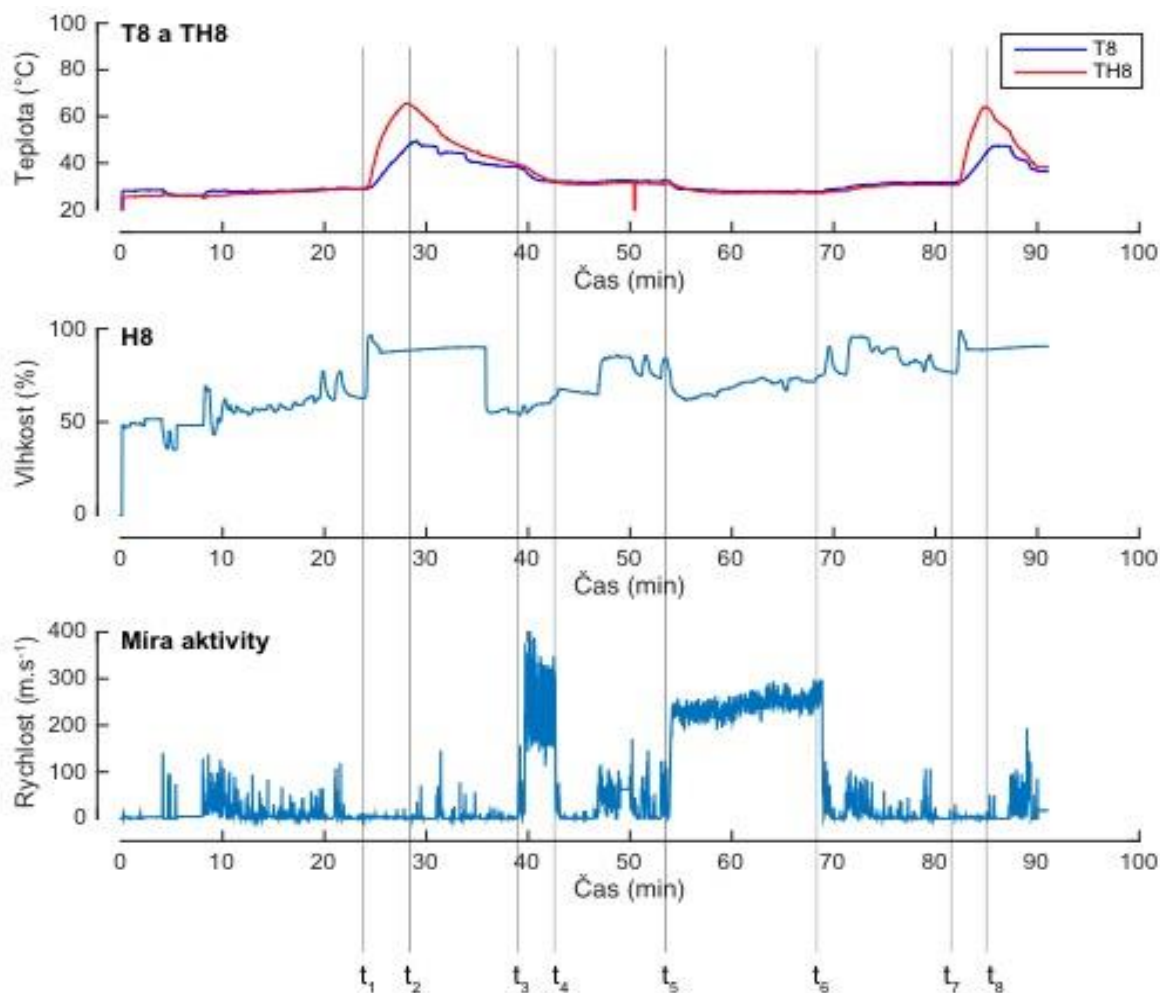 T8 a TH8
T8
TH8
Teplota (°C)
100
80
60
40
20
0 10 20 30 40 50 60 70 80 90 100
Čas (min)
H8
Vlhkost (%)
100
50
0
0 10 20 30 40 50 60 70 80 90 100
Čas (min)
Míra aktivity
Rychlost (m.s⁻¹)
400
300
200
100
0
0 10 20 30 40 50 60 70 80 90 100
Čas (min)
t₁ t₂ t₃ t₄ t₅ t₆ t₇ t₈